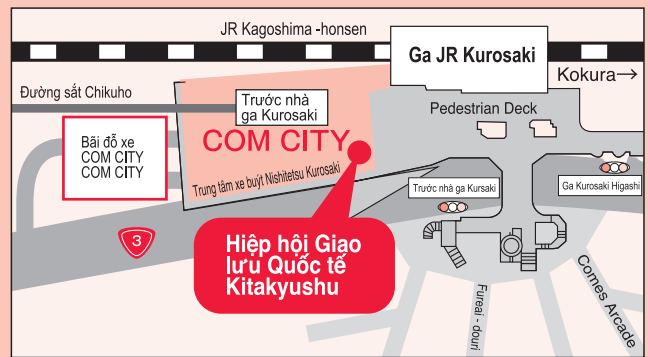 JR Kagoshima -honsen
Ga JR Kurosaki
Kokura→
Đường sắt Chikuho
Trước nhà
ga Kurosaki
Pedestrian Deck
Bãi đỗ xe
COM CITY
COM CITY
COM CITY
Trung tâm xe buýt Nishitetsu Kurosaki
Trước nhà ga Kursaki
Ga Kurosaki Higashi
3
Hiệp hội Giao
lưu Quốc tế
Kitakyushu
Fureai - douri
Comes Arcade